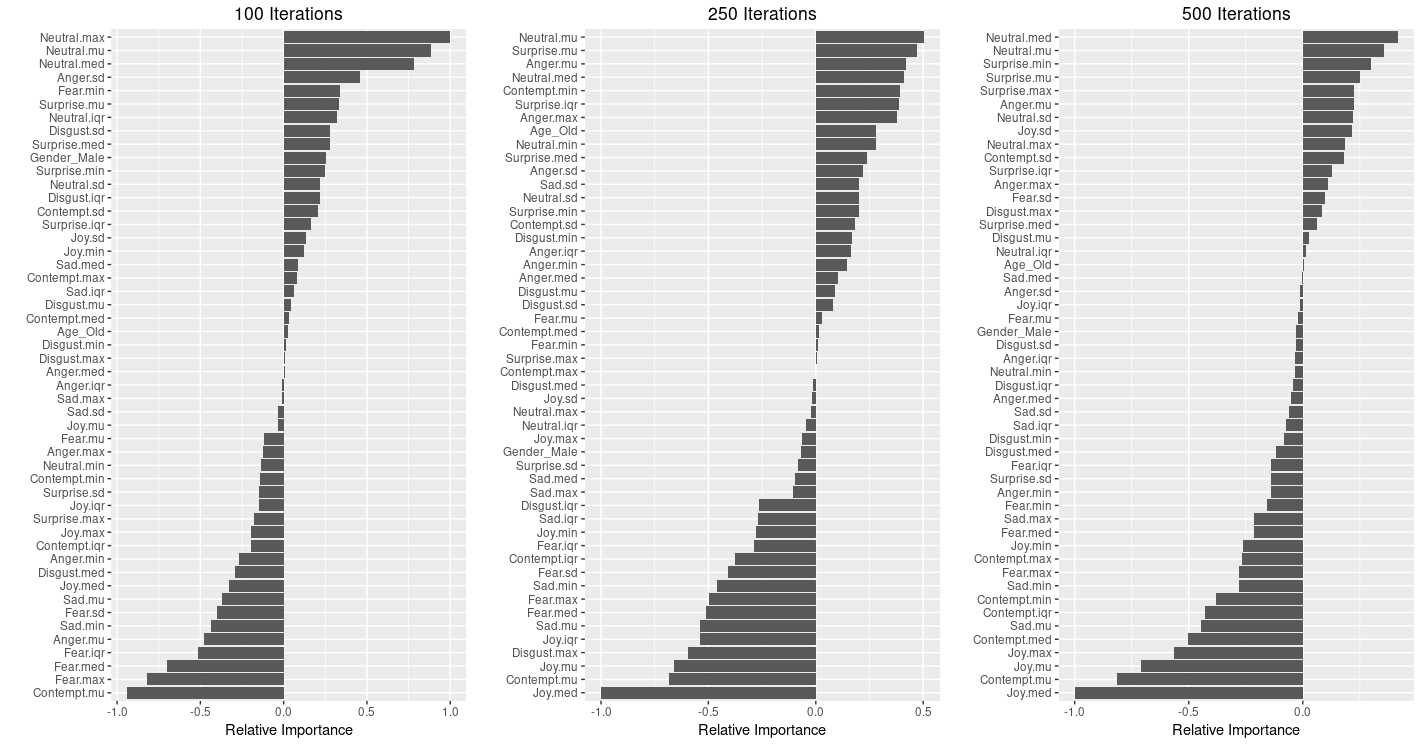 100 Iterations
Neutral.max
Neutral.mu
Neutral.med
Anger.sd
Fear.min
Surprise.mu
Neutral.iqr
Disgust.sd
Surprise.med
Gender_Male
Surprise.min
Neutral.sd
Disgust.iqr
Contempt.sd
Surprise.iqr
Joy.sd
Joy.min
Sad.med
Contempt.max
Sad.iqr
Disgust.mu
Contempt.med
Age_Old
Disgust.min
Disgust.max
Anger.med
Anger.iqr
Sad.max
Sad.sd
Joy.mu
Fear.mu
Anger.max
Neutral.min
Contempt.min
Surprise.sd
Joy.iqr
Surprise.max
Joy.max
Contempt.iqr
Anger.min
Disgust.med
Joy.med
Sad.mu
Fear.sd
Sad.min
Anger.mu
Fear.iqr
Fear.med
Fear.max
Contempt.mu
-1.0 -0.5 0.0 0.5 1.0
Relative Importance
250 Iterations
Neutral.mu
Surprise.mu
Anger.mu
Neutral.med
Contempt.min
Surprise.iqr
Anger.max
Age_Old
Neutral.min
Surprise.med
Anger.sd
Sad.sd
Neutral.sd
Surprise.min
Contempt.sd
Disgust.min
Anger.iqr
Anger.min
Anger.med
Disgust.mu
Disgust.sd
Fear.mu
Contempt.med
Fear.min
Surprise.max
Contempt.max
Disgust.med
Joy.sd
Neutral.max
Neutral.iqr
Joy.max
Gender_Male
Surprise.sd
Sad.med
Sad.max
Disgust.iqr
Sad.iqr
Joy.min
Fear.iqr
Contempt.iqr
Fear.sd
Sad.min
Fear.max
Fear.med
Sad.mu
Joy.iqr
Disgust.max
Joy.mu
Contempt.mu
Joy.med
-1.0 -0.5 0.0 0.5
Relative Importance
500 Iterations
Neutral.med
Neutral.mu
Surprise.min
Surprise.mu
Surprise.max
Anger.mu
Neutral.sd
Joy.sd
Neutral.max
Contempt.sd
Surprise.iqr
Anger.max
Fear.sd
Disgust.max
Surprise.med
Disgust.mu
Neutral.iqr
Age_Old
Sad.med
Anger.sd
Joy.iqr
Fear.mu
Gender_Male
Disgust.sd
Anger.iqr
Neutral.min
Disgust.iqr
Anger.med
Sad.sd
Sad.iqr
Disgust.min
Disgust.med
Fear.iqr
Surprise.sd
Anger.min
Fear.min
Sad.max
Fear.med
Joy.min
Contempt.max
Fear.max
Sad.min
Contempt.min
Contempt.iqr
Sad.mu
Contempt.med
Joy.max
Joy.mu
Contempt.mu
Joy.med
-1.0 -0.5 0.0
Relative Importance